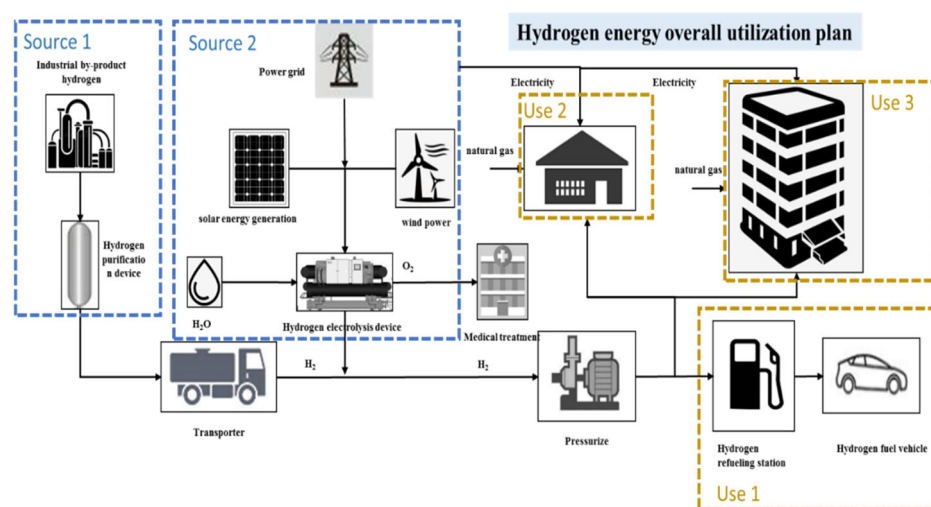 Hydrogen energy overall utilization plan
Source 1
Industrial by-product
hydrogen
Hydrogen
purificatio
n device
Source 2
Power grid
solar energy generation
wind power
H₂O
Hydrogen electrolysis device
O₂
Medical treatment
Electricity
Electricity
Use 2
natural gas
Use 3
natural gas
Transporter
H₂
H₂
Pressurize
Hydrogen
refueling station
Hydrogen fuel vehicle
Use 1